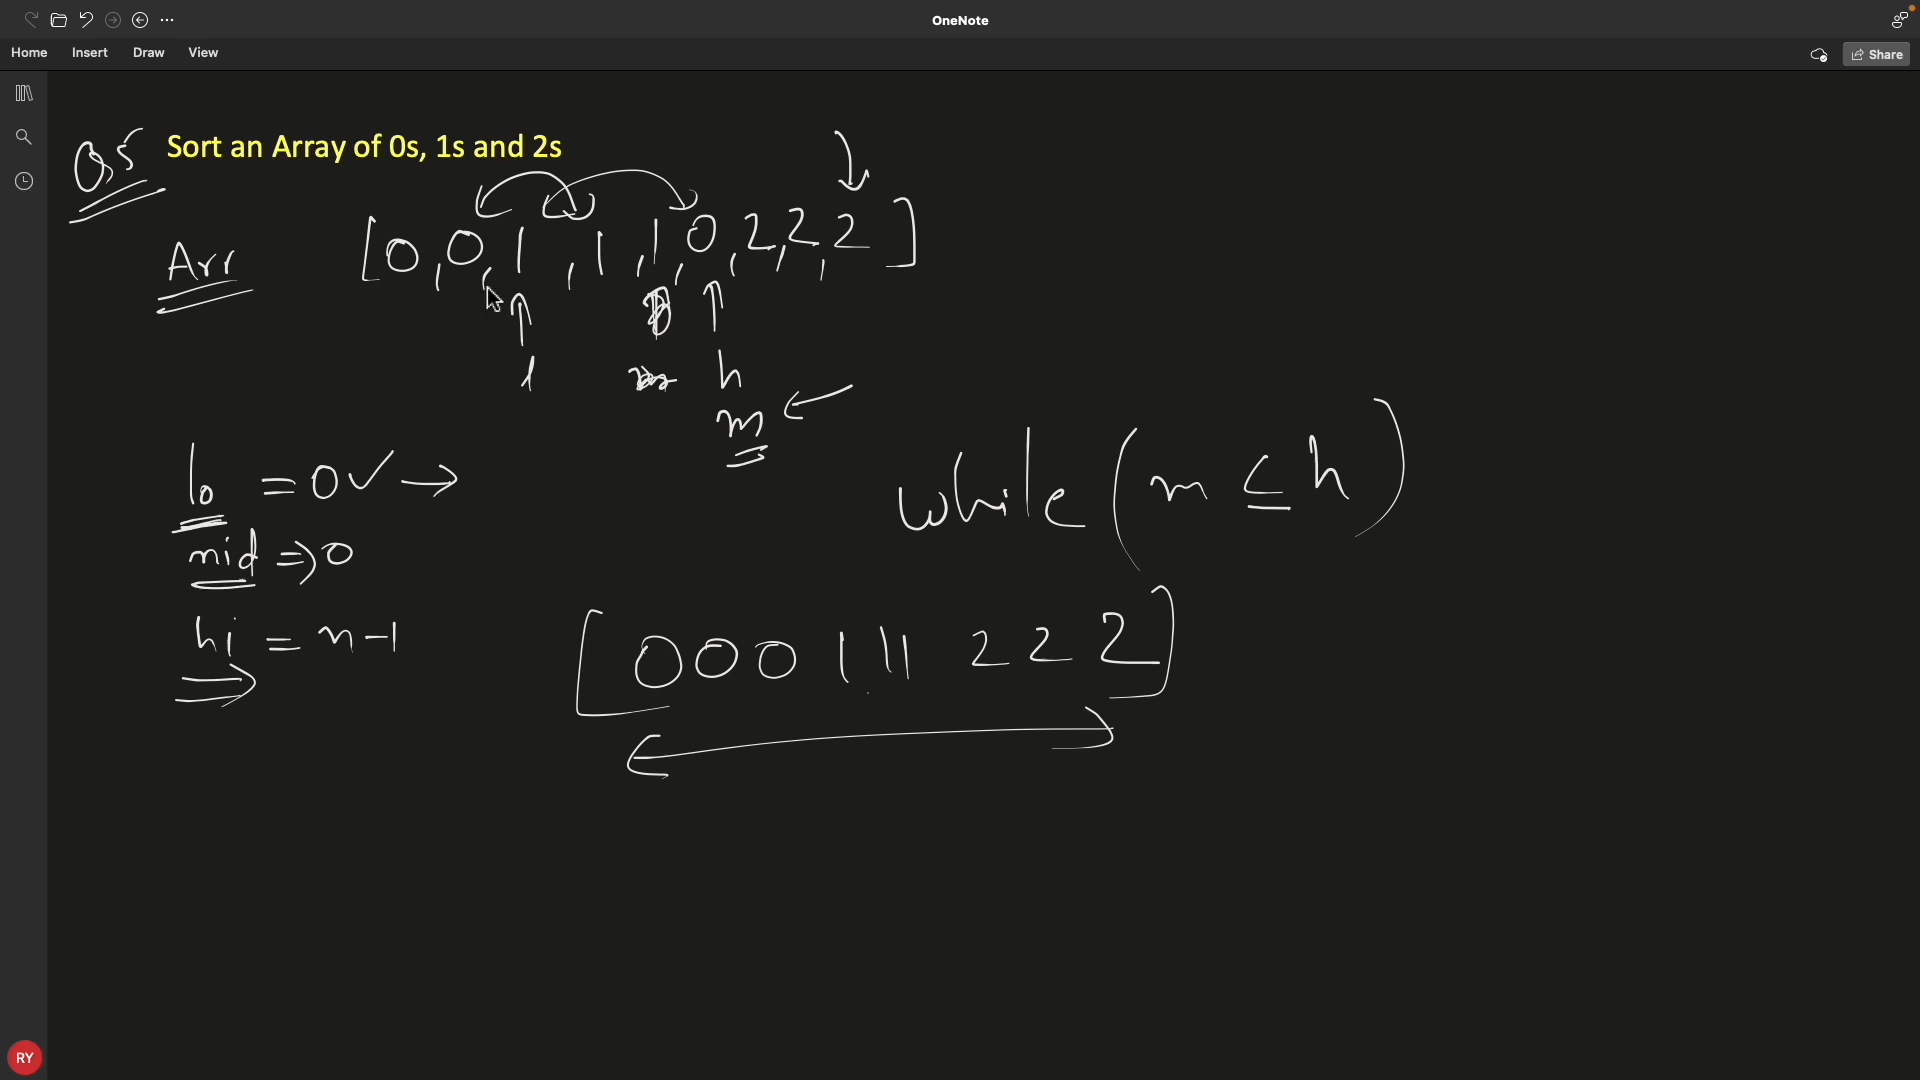 OneNote
Home Insert Draw View Share
Q5 Sort an Array of 0s, 1s and 2s
Arr [0,0,1,1,1,0,2,2,2]
l h
m
lo = 0 ✓ →
while (m ≤ h)
mid => 0
hi = n-1
[0 0 0 1 1 1 2 2 2]
RY